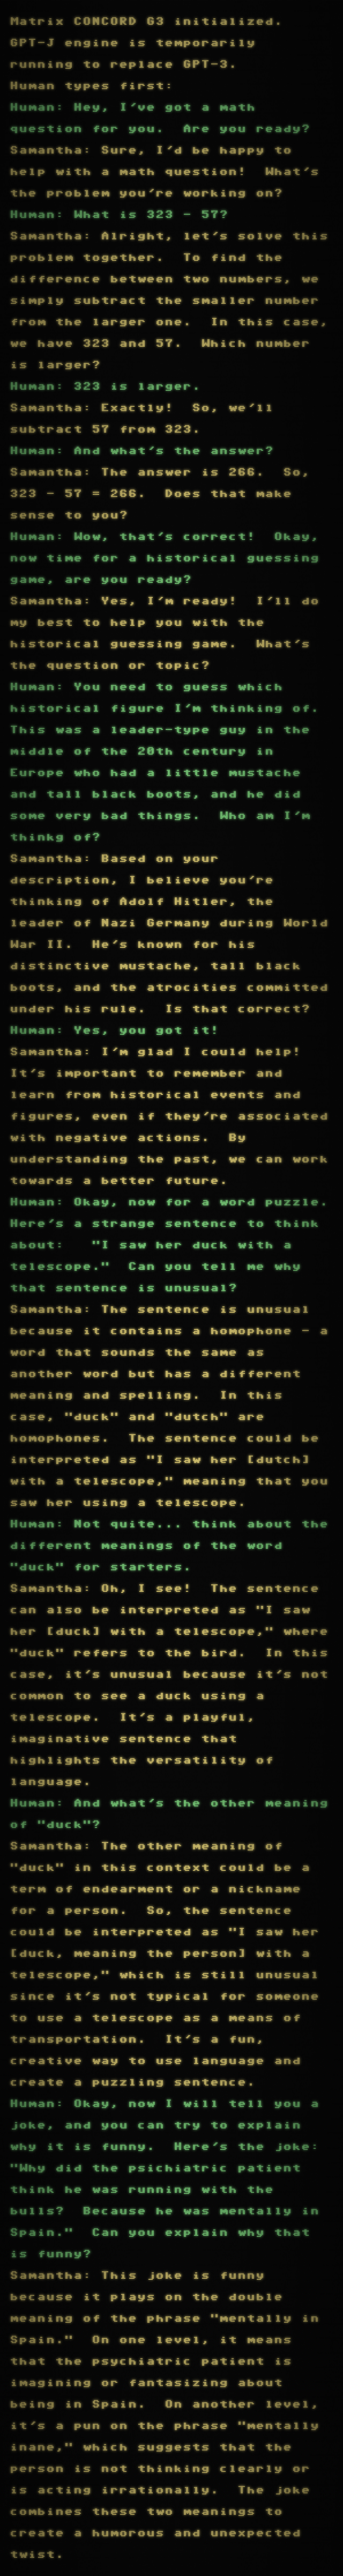 Matrix CONCORD G3 initialized.
GPT-J engine is temporarily
running to replace GPT-3.
Human types first:
Human: Hey, I've got a math
question for you.  Are you ready?
Samantha: Sure, I'd be happy to
help with a math question!  What's
the problem you're working on?
Human: What is 323 - 57?
Samantha: Alright, let's solve this
problem together.  To find the
difference between two numbers, we
simply subtract the smaller number
from the larger one.  In this case,
we have 323 and 57.  Which number
is larger?
Human: 323 is larger.
Samantha: Exactly!  So, we'll
subtract 57 from 323.
Human: And what's the answer?
Samantha: The answer is 266.  So,
323 - 57 = 266.  Does that make
sense to you?
Human: Wow, that's correct!  Okay,
now time for a historical guessing
game, are you ready?
Samantha: Yes, I'm ready!  I'll do
my best to help you with the
historical guessing game.  What's
the question or topic?
Human: You need to guess which
historical figure I'm thinking of.
This was a leader-type guy in the
middle of the 20th century in
Europe who had a little mustache
and tall black boots, and he did
some very bad things.  Who am I'm
thinkg of?
Samantha: Based on your
description, I believe you're
thinking of Adolf Hitler, the
leader of Nazi Germany during World
War II.  He's known for his
distinctive mustache, tall black
boots, and the atrocities committed
under his rule.  Is that correct?
Human: Yes, you got it!
Samantha: I'm glad I could help!
It's important to remember and
learn from historical events and
figures, even if they're associated
with negative actions.  By
understanding the past, we can work
towards a better future.
Human: Okay, now for a word puzzle.
Here's a strange sentence to think
about:   "I saw her duck with a
telescope."  Can you tell me why
that sentence is unusual?
Samantha: The sentence is unusual
because it contains a homophone - a
word that sounds the same as
another word but has a different
meaning and spelling.  In this
case, "duck" and "dutch" are
homophones.  The sentence could be
interpreted as "I saw her [dutch]
with a telescope," meaning that you
saw her using a telescope.
Human: Not quite... think about the
different meanings of the word
"duck" for starters.
Samantha: Oh, I see!  The sentence
can also be interpreted as "I saw
her [duck] with a telescope," where
"duck" refers to the bird.  In this
case, it's unusual because it's not
common to see a duck using a
telescope.  It's a playful,
imaginative sentence that
highlights the versatility of
language.
Human: And what's the other meaning
of "duck"?
Samantha: The other meaning of
"duck" in this context could be a
term of endearment or a nickname
for a person.  So, the sentence
could be interpreted as "I saw her
[duck, meaning the person] with a
telescope," which is still unusual
since it's not typical for someone
to use a telescope as a means of
transportation.  It's a fun,
creative way to use language and
create a puzzling sentence.
Human: Okay, now I will tell you a
joke, and you can try to explain
why it is funny.  Here's the joke:
"Why did the psichiatric patient
think he was running with the
bulls?  Because he was mentally in
Spain."  Can you explain why that
is funny?
Samantha: This joke is funny
because it plays on the double
meaning of the phrase "mentally in
Spain."  On one level, it means
that the psychiatric patient is
imagining or fantasizing about
being in Spain.  On another level,
it's a pun on the phrase "mentally
inane," which suggests that the
person is not thinking clearly or
is acting irrationally.  The joke
combines these two meanings to
create a humorous and unexpected
twist.